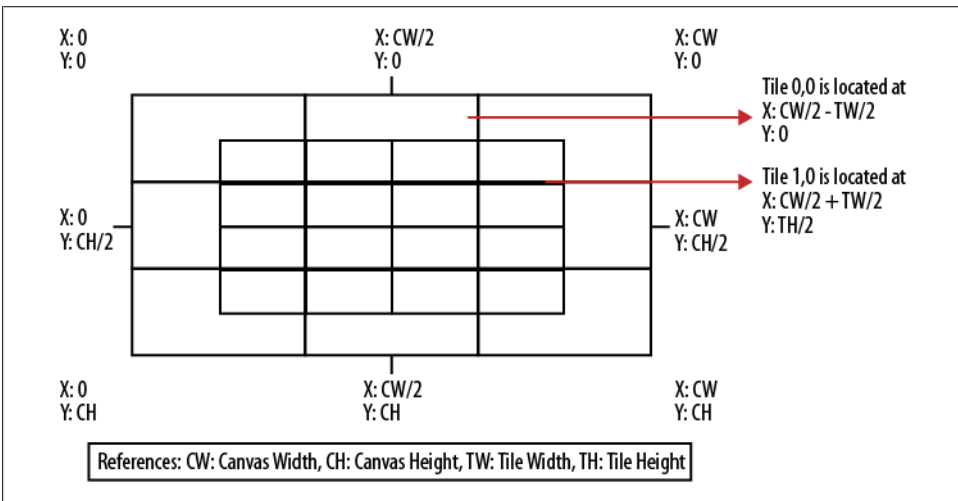 X: 0
Y: 0
X: CW/2
Y: 0
X: CW
Y: 0
Tile 0,0 is located at
X: CW/2 - TW/2
Y: 0
Tile 1,0 is located at
X: CW/2 + TW/2
Y: TH/2
X: 0
Y: CH/2
X: CW
Y: CH/2
X: 0
Y: CH
X: CW/2
Y: CH
X: CW
Y: CH
References: CW: Canvas Width, CH: Canvas Height, TW: Tile Width, TH: Tile Height